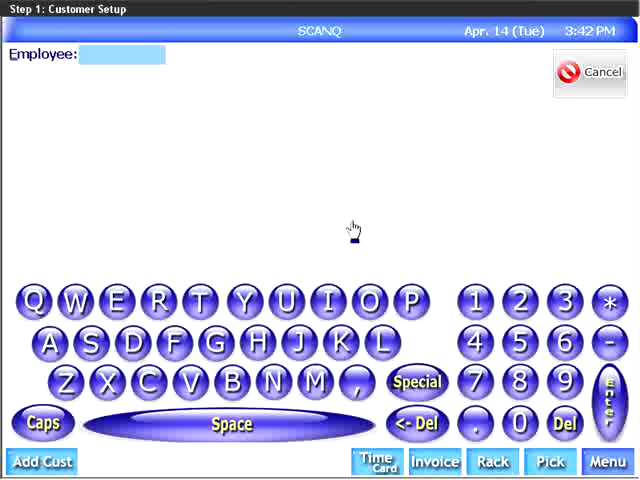 Step 1: Customer Setup
SCANQ Apr. 14 (Tue) 3:42 PM
Employee:
Cancel
Q W E R T Y U I O P 1 2 3 *
A S D F G H J K L 4 5 6 -
Z X C V B N M , Special 7 8 9 Enter
Caps Space <- Del . 0 Del
Add Cust Time Card Invoice Rack Pick Menu